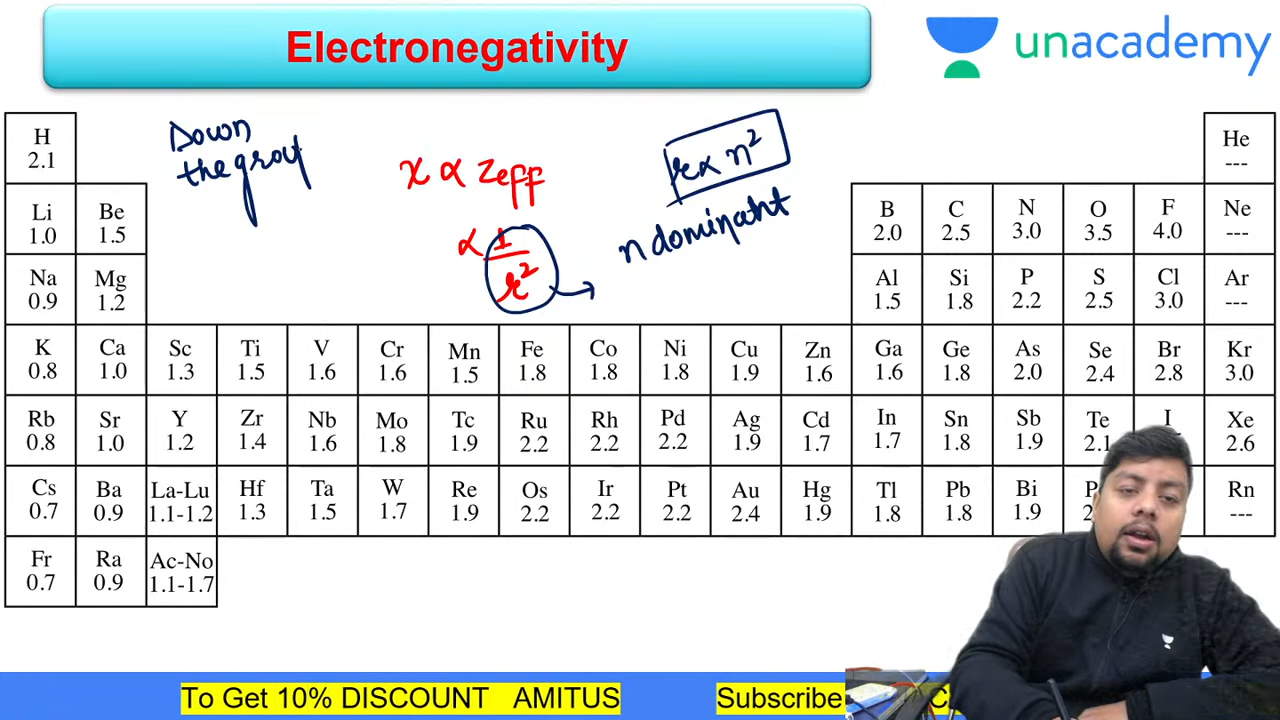 Electronegativity
unacademy
Down
the group
x ∝ Zeff
∝ 1/r²
r ∝ n²
n dominant
H He
2.1 ---
Li Be B C N O F Ne
1.0 1.5 2.0 2.5 3.0 3.5 4.0 ---
Na Mg Al Si P S Cl Ar
0.9 1.2 1.5 1.8 2.2 2.5 3.0 ---
K Ca Sc Ti V Cr Mn Fe Co Ni Cu Zn Ga Ge As Se Br Kr
0.8 1.0 1.3 1.5 1.6 1.6 1.5 1.8 1.8 1.8 1.9 1.6 1.6 1.8 2.0 2.4 2.8 3.0
Rb Sr Y Zr Nb Mo Tc Ru Rh Pd Ag Cd In Sn Sb Te I Xe
0.8 1.0 1.2 1.4 1.6 1.8 1.9 2.2 2.2 2.2 1.9 1.7 1.7 1.8 1.9 2.1 2.6
Cs Ba La-Lu Hf Ta W Re Os Ir Pt Au Hg Tl Pb Bi Rn
0.7 0.9 1.1-1.2 1.3 1.5 1.7 1.9 2.2 2.2 2.2 2.4 1.9 1.8 1.8 1.9 ---
Fr Ra Ac-No
0.7 0.9 1.1-1.7
To Get 10% DISCOUNT AMITUS Subscribe